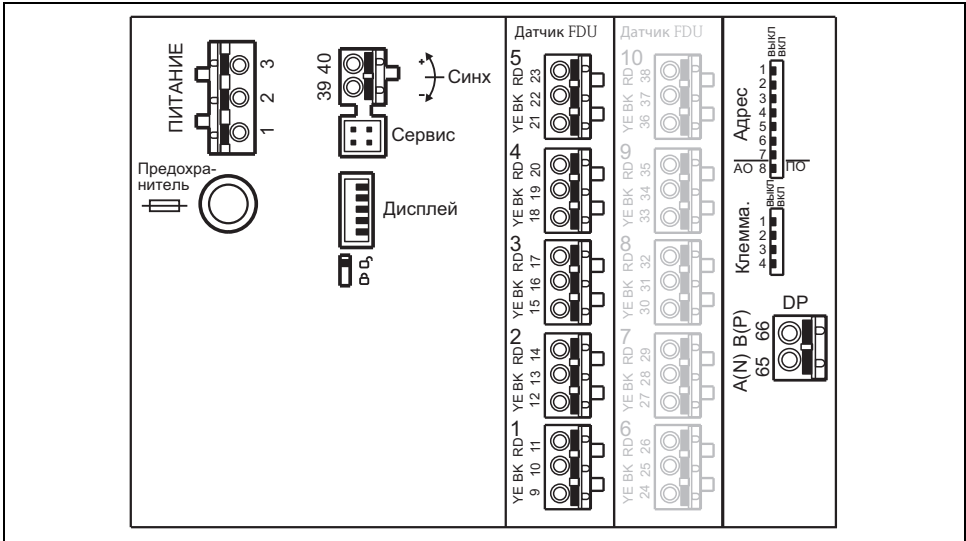 ПИТАНИЕ
1 2 3
Предохра-
нитель
39 40
+
-
Синх
Сервис
Дисплей
Датчик FDU
5
YE BK RD
21 22 23
4
YE BK RD
18 19 20
3
YE BK RD
15 16 17
2
YE BK RD
12 13 14
1
YE BK RD
9 10 11
Датчик FDU
10
YE BK RD
36 37 38
9
YE BK RD
33 34 35
8
YE BK RD
30 31 32
7
YE BK RD
27 28 29
6
YE BK RD
24 25 26
Адрес
ВЫКЛ
ВКЛ
1
2
3
4
5
6
7
АО 8 ПО
Клемма.
ВЫКЛ
ВКЛ
1
2
3
4
DP
A(N) B(P)
65 66